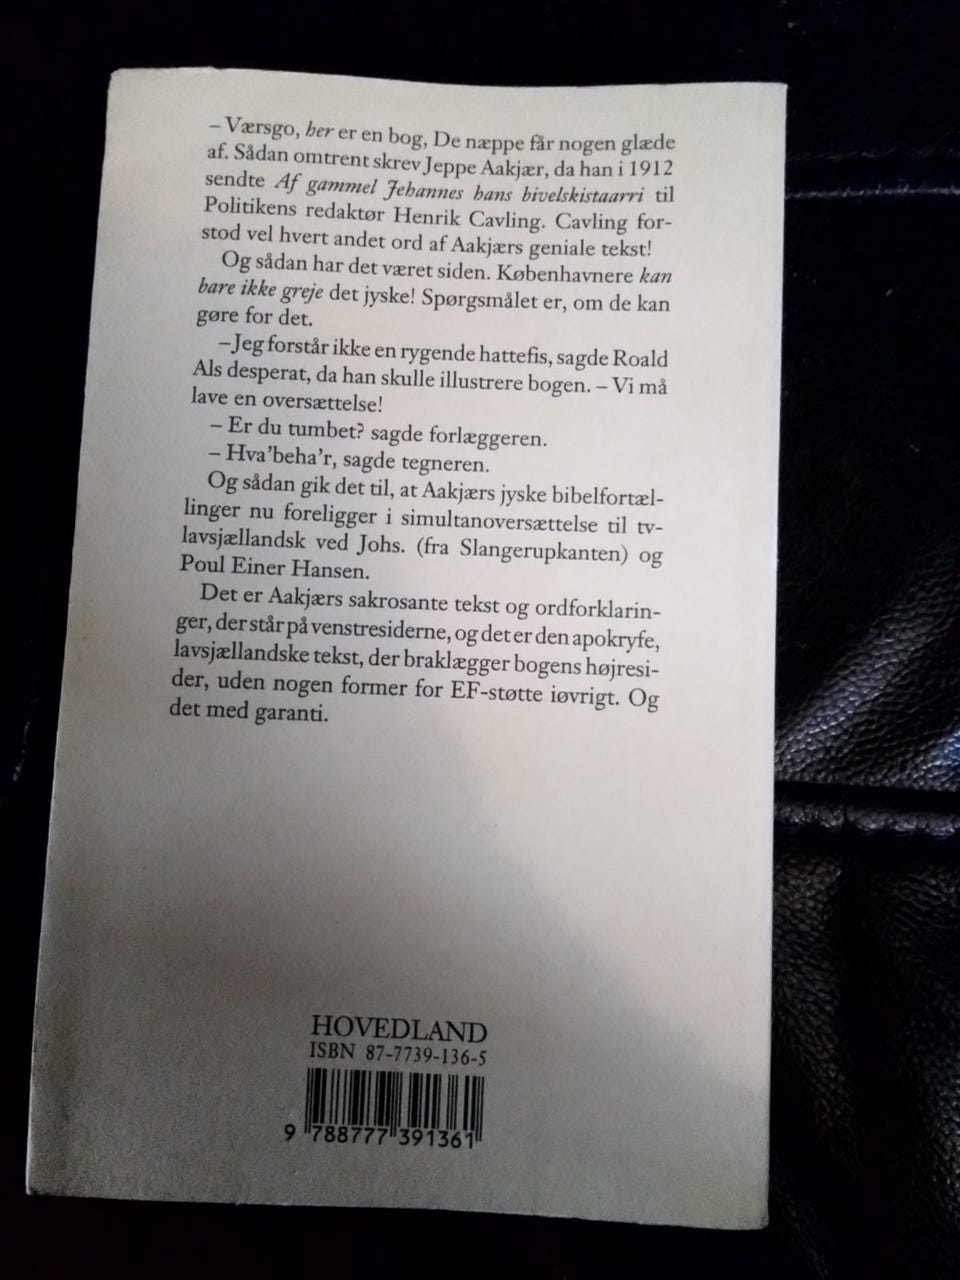 – Værsgo, her er en bog, De næppe får nogen glæde
af. Sådan omtrent skrev Jeppe Aakjær, da han i 1912
sendte Af gammel Jehannes hans bivelskistaarri til
Politikens redaktør Henrik Cavling. Cavling for-
stod vel hvert andet ord af Aakjærs geniale tekst!
Og sådan har det været siden. Københavnere kan
bare ikke greje det jyske! Spørgsmålet er, om de kan
gøre for det.
–Jeg forstår ikke en rygende hattefis, sagde Roald
Als desperat, da han skulle illustrere bogen. – Vi må
lave en oversættelse!
– Er du tumbet? sagde forlæggeren.
– Hva'beha'r, sagde tegneren.
Og sådan gik det til, at Aakjærs jyske bibelfortæl-
linger nu foreligger i simultanoversættelse til tv-
lavsjællandsk ved Johs. (fra Slangerupkanten) og
Poul Einer Hansen.
Det er Aakjærs sakrosante tekst og ordforklarin-
ger, der står på venstresiderne, og det er den apokryfe,
lavsjællandske tekst, der braklægger bogens højresi-
der, uden nogen former for EF-støtte iøvrigt. Og
det med garanti.
HOVEDLAND
ISBN 87-7739-136-5
9 788777 391361